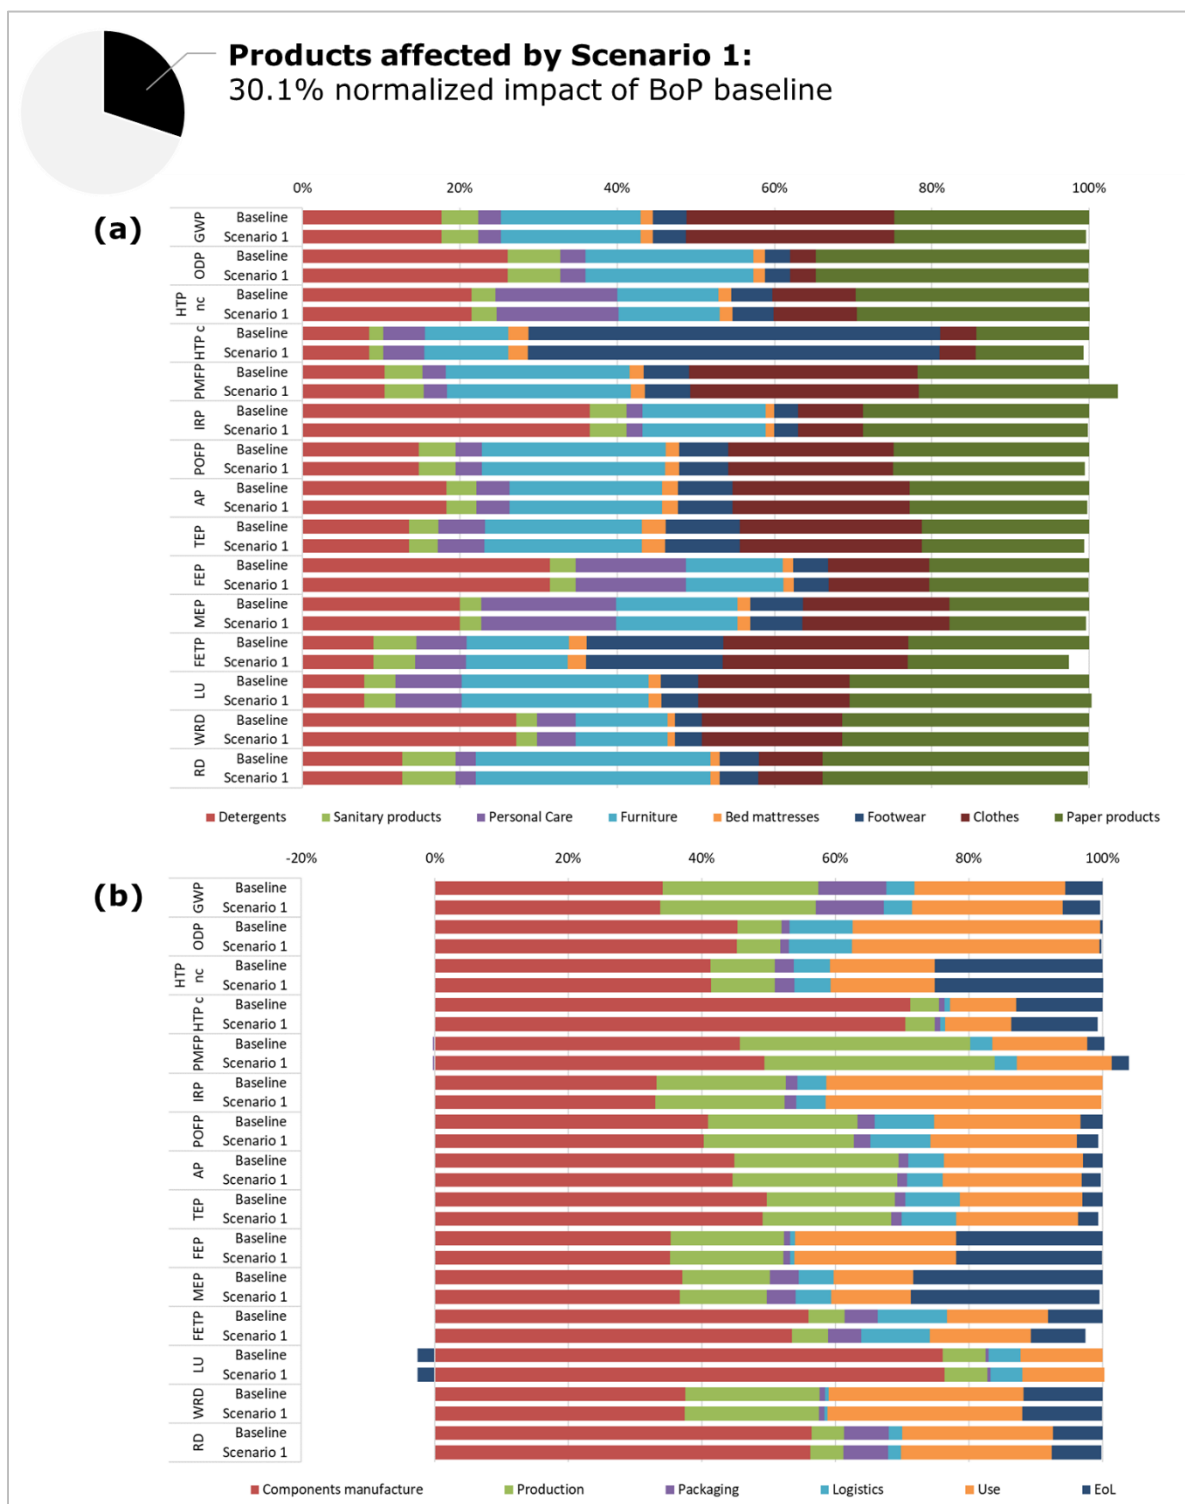 Products affected by Scenario 1:
30.1% normalized impact of BoP baseline
(a)
0% 20% 40% 60% 80% 100%
GWP Baseline
Scenario 1
ODP Baseline
Scenario 1
HTP nc Baseline
Scenario 1
HTP c Baseline
Scenario 1
PMFP Baseline
Scenario 1
IRP Baseline
Scenario 1
POFP Baseline
Scenario 1
AP Baseline
Scenario 1
TEP Baseline
Scenario 1
FEP Baseline
Scenario 1
MEP Baseline
Scenario 1
FETP Baseline
Scenario 1
LU Baseline
Scenario 1
WRD Baseline
Scenario 1
RD Baseline
Scenario 1
Detergents Sanitary products Personal Care Furniture Bed mattresses Footwear Clothes Paper products
(b)
-20% 0% 20% 40% 60% 80% 100%
GWP Baseline
Scenario 1
ODP Baseline
Scenario 1
HTP nc Baseline
Scenario 1
HTP c Baseline
Scenario 1
PMFP Baseline
Scenario 1
IRP Baseline
Scenario 1
POFP Baseline
Scenario 1
AP Baseline
Scenario 1
TEP Baseline
Scenario 1
FEP Baseline
Scenario 1
MEP Baseline
Scenario 1
FETP Baseline
Scenario 1
LU Baseline
Scenario 1
WRD Baseline
Scenario 1
RD Baseline
Scenario 1
Components manufacture Production Packaging Logistics Use EoL